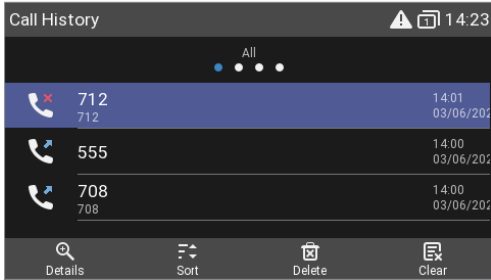 Call History 1 14:23
All
712 14:01
712 03/06/202
555 14:00
03/06/202
708 14:00
708 03/06/202
Details Sort Delete Clear